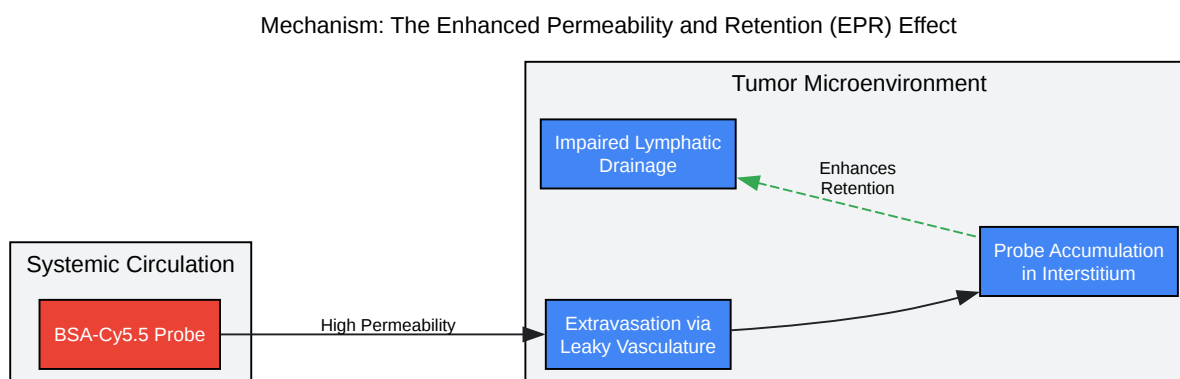 Mechanism: The Enhanced Permeability and Retention (EPR) Effect
Tumor Microenvironment
Impaired Lymphatic
Drainage
Enhances
Retention
Probe Accumulation
in Interstitium
Systemic Circulation
BSA-Cy5.5 Probe
High Permeability
Extravasation via
Leaky Vasculature